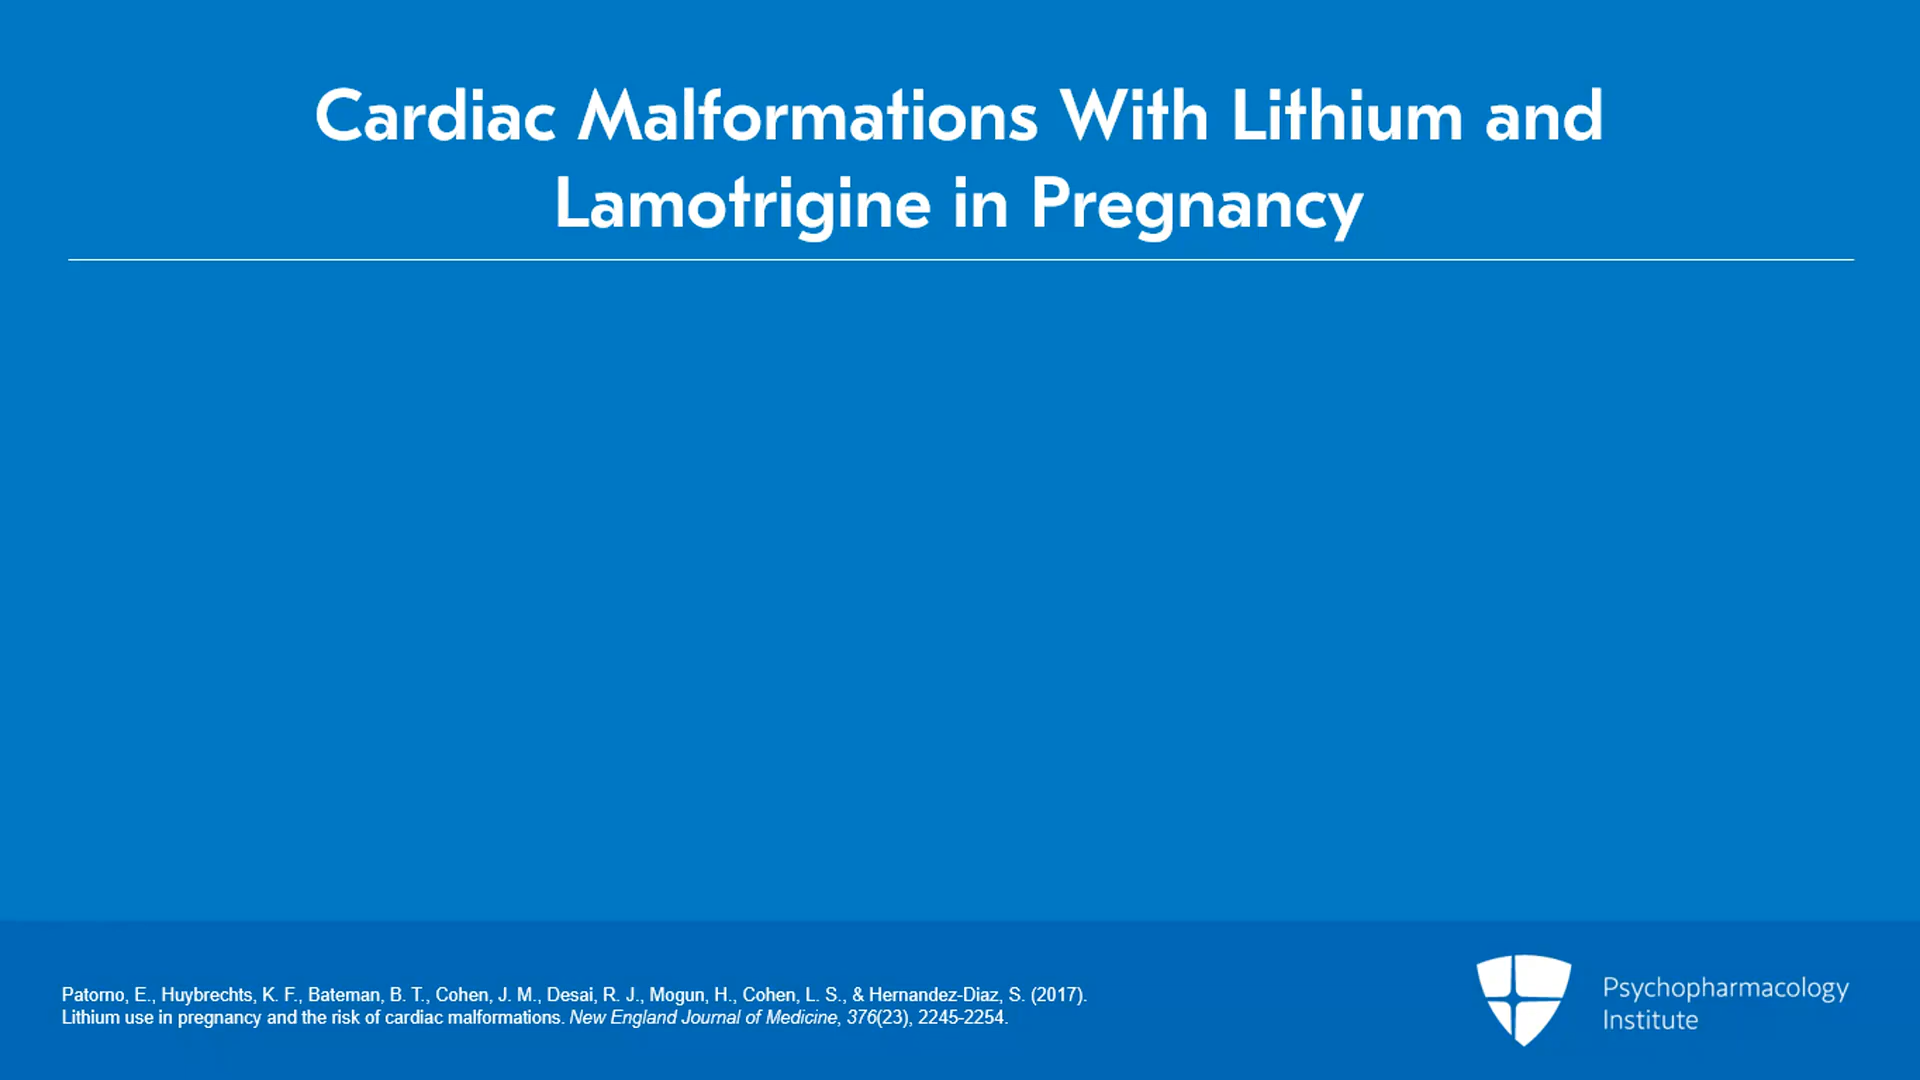 Cardiac Malformations With Lithium and
Lamotrigine in Pregnancy
Patorno, E., Huybrechts, K. F., Bateman, B. T., Cohen, J. M., Desai, R. J., Mogun, H., Cohen, L. S., & Hernandez-Diaz, S. (2017).
Lithium use in pregnancy and the risk of cardiac malformations. New England Journal of Medicine, 376(23), 2245-2254.
Psychopharmacology
Institute